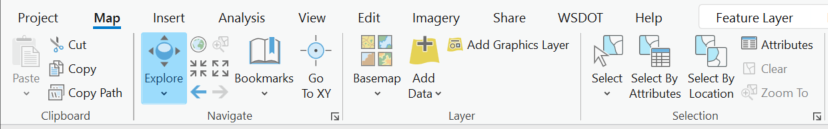 Project Map Insert Analysis View Edit Imagery Share WSDOT Help Feature Layer
Paste
Cut
Copy
Copy Path
Clipboard
Explore
Bookmarks
Go
To XY
Navigate
Basemap
Add
Data
Add Graphics Layer
Layer
Select
Select By
Attributes
Select By
Location
Attributes
Clear
Zoom To
Selection